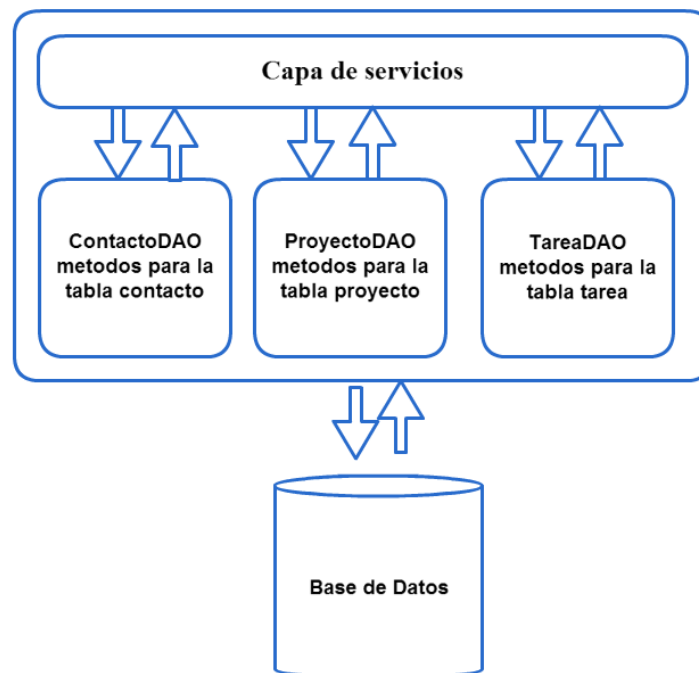 Capa de servicios
ContactoDAO
metodos para la
tabla contacto
ProyectoDAO
metodos para la
tabla proyecto
TareaDAO
metodos para la
tabla tarea
Base de Datos